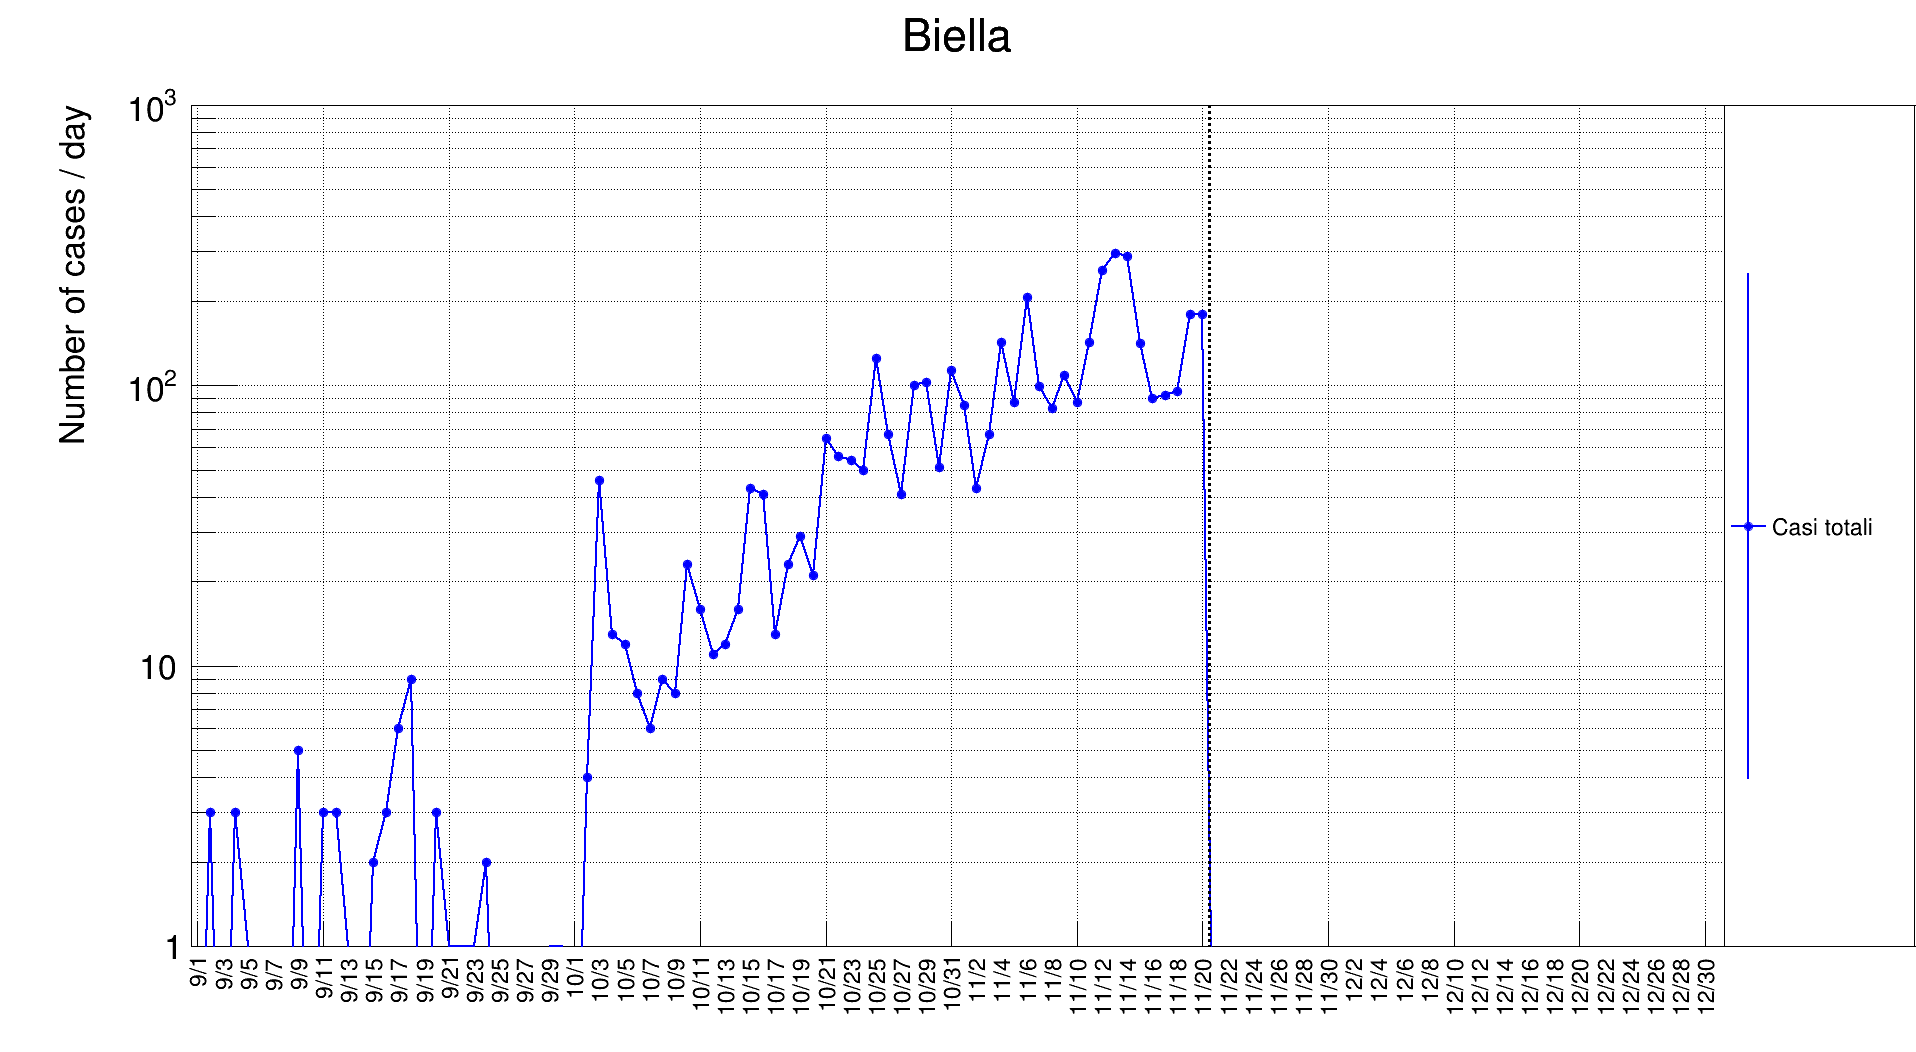 Biella
Number of cases / day
10³
10²
10
1
9/1 9/3 9/5 9/7 9/9 9/11 9/13 9/15 9/17 9/19 9/21 9/23 9/25 9/27 9/29 10/1 10/3 10/5 10/7 10/9 10/11 10/13 10/15 10/17 10/19 10/21 10/23 10/25 10/27 10/29 10/31 11/2 11/4 11/6 11/8 11/10 11/12 11/14 11/16 11/18 11/20 11/22 11/24 11/26 11/28 11/30 12/2 12/4 12/6 12/8 12/10 12/12 12/14 12/16 12/18 12/20 12/22 12/24 12/26 12/28 12/30
Casi totali